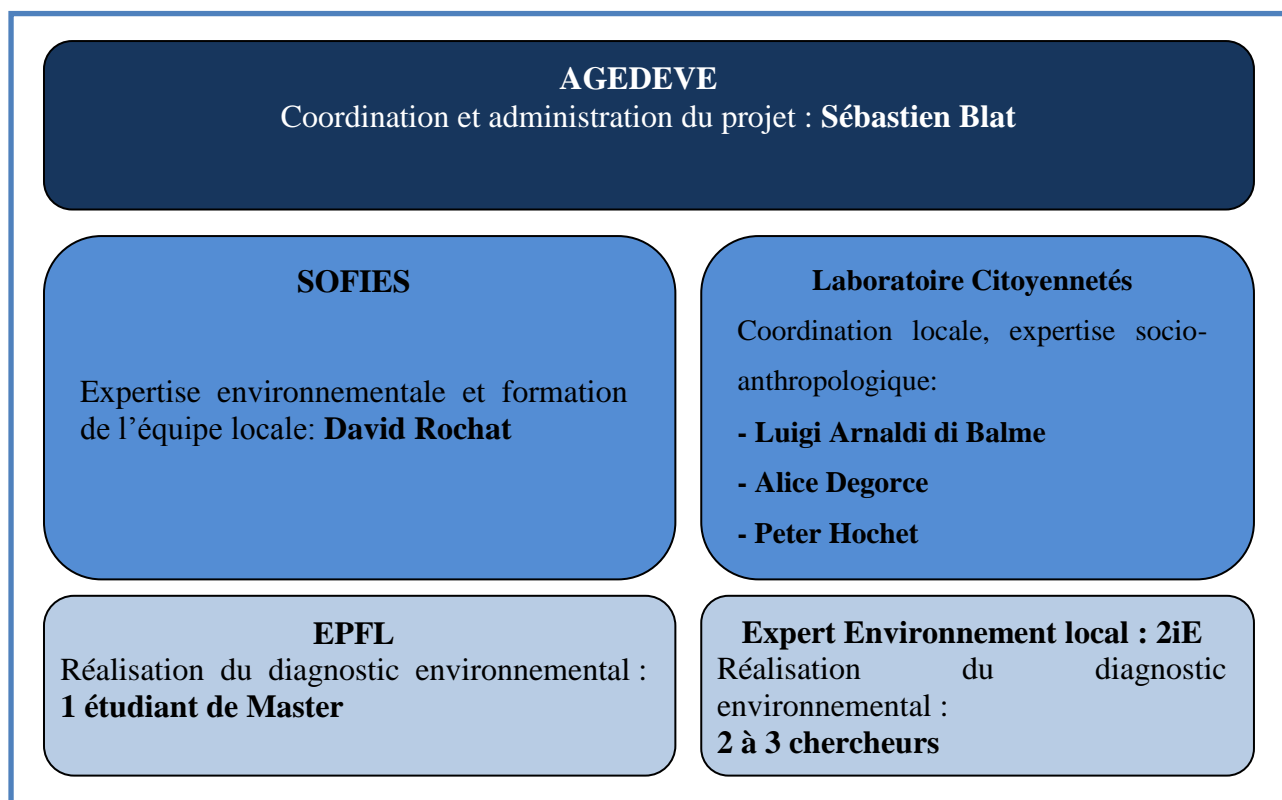 AGEDEVE
Coordination et administration du projet : Sébastien Blat
SOFIES
Expertise environnementale et formation
de l’équipe locale: David Rochat
Laboratoire Citoyennetés
Coordination locale, expertise socio-
anthropologique:
- Luigi Arnaldi di Balme
- Alice Degorce
- Peter Hochet
EPFL
Réalisation du diagnostic environnemental :
1 étudiant de Master
Expert Environnement local : 2iE
Réalisation du diagnostic
environnemental :
2 à 3 chercheurs